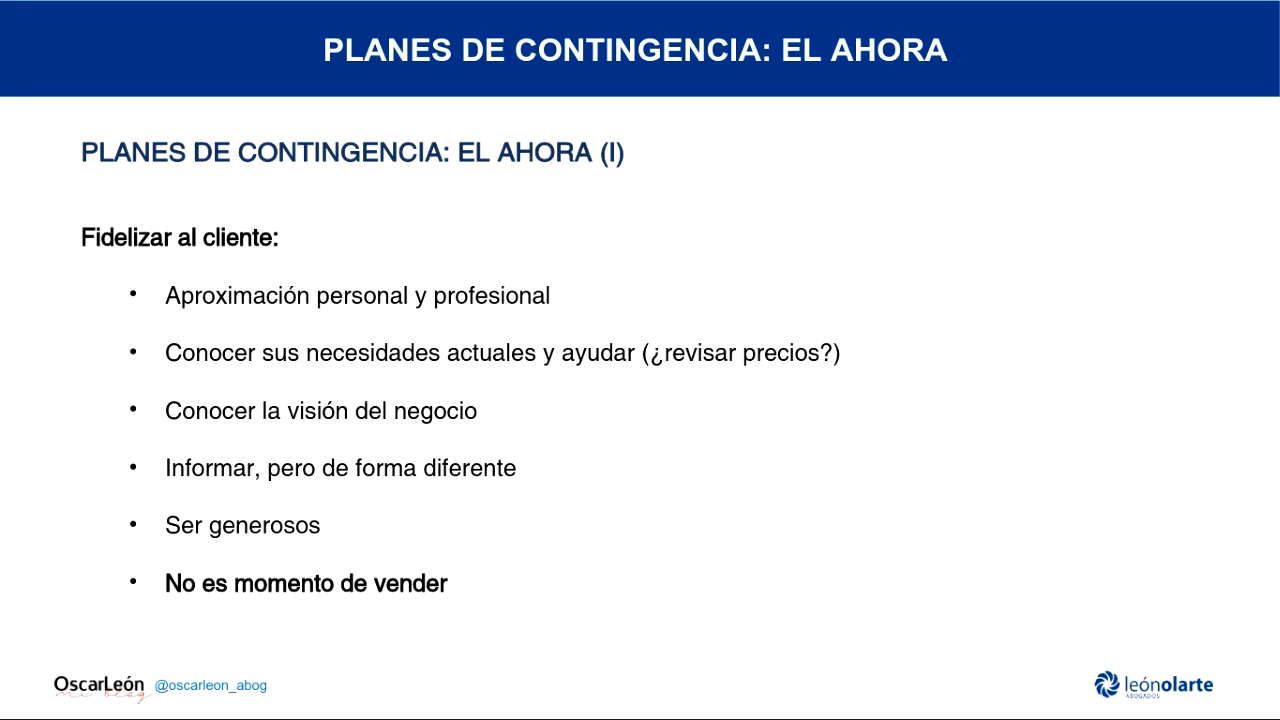 PLANES DE CONTINGENCIA: EL AHORA
PLANES DE CONTINGENCIA: EL AHORA (I)
Fidelizar al cliente:
• Aproximación personal y profesional
• Conocer sus necesidades actuales y ayudar (¿revisar precios?)
• Conocer la visión del negocio
• Informar, pero de forma diferente
• Ser generosos
• No es momento de vender
OscarLeón @oscarleon_abog
mi blog
leónolarte
ABOGADOS